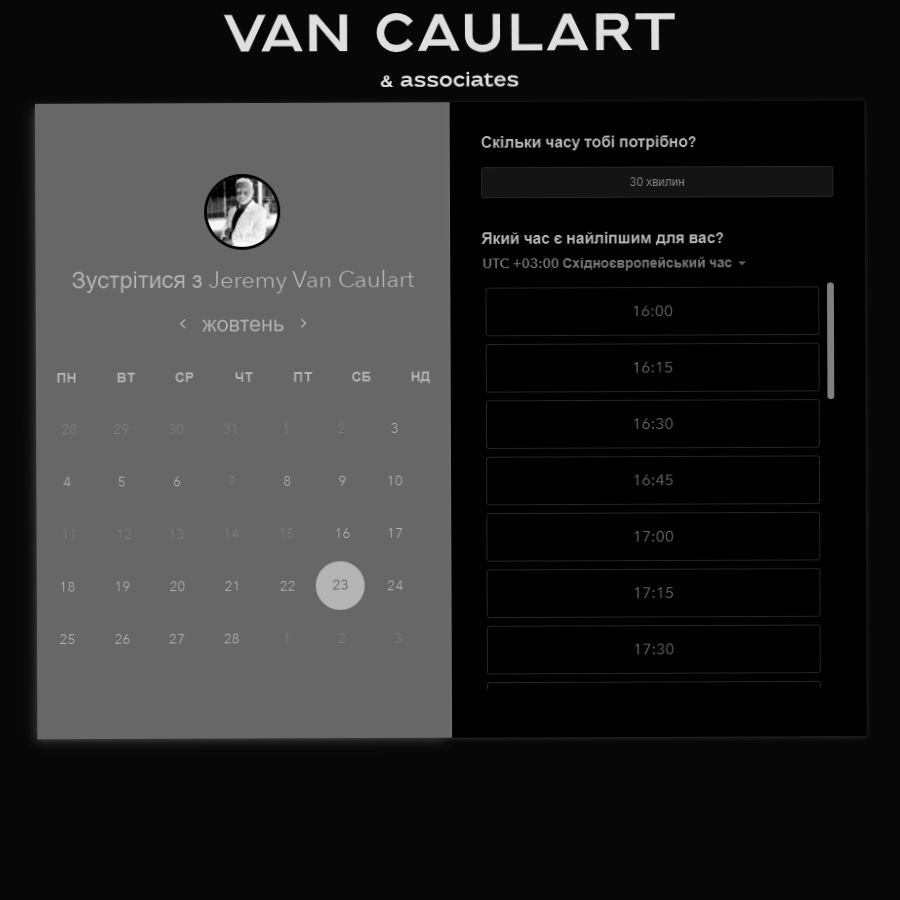 VAN CAULART
& associates
Зустрітися з Jeremy Van Caulart
жовтень
ПН ВТ СР ЧТ ПТ СБ НД
28 29 30 31 1 2 3
4 5 6 7 8 9 10
11 12 13 14 15 16 17
18 19 20 21 22 23 24
25 26 27 28 1 2 3
Скільки часу тобі потрібно?
30 хвилин
Який час є найліпшим для вас?
UTC +03:00 Східноєвропейський час
16:00
16:15
16:30
16:45
17:00
17:15
17:30